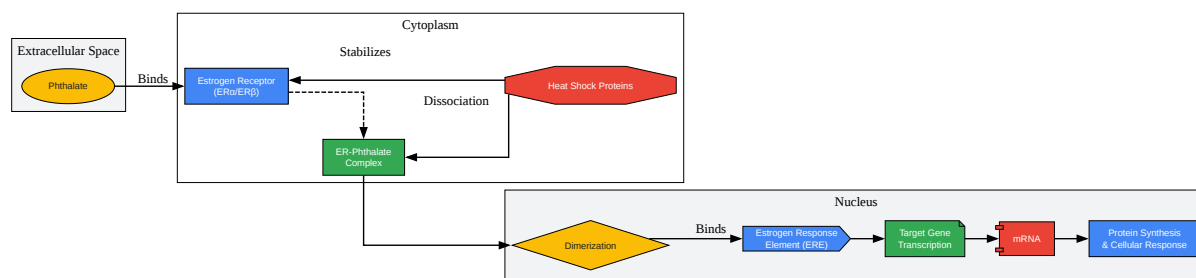 Cytoplasm
Extracellular Space
Stabilizes
Phthalate
Binds
Estrogen Receptor
(ERα/ERβ)
Heat Shock Proteins
Dissociation
ER-Phthalate
Complex
Nucleus
Dimerization
Binds
Estrogen Response
Element (ERE)
Target Gene
Transcription
mRNA
Protein Synthesis
& Cellular Response